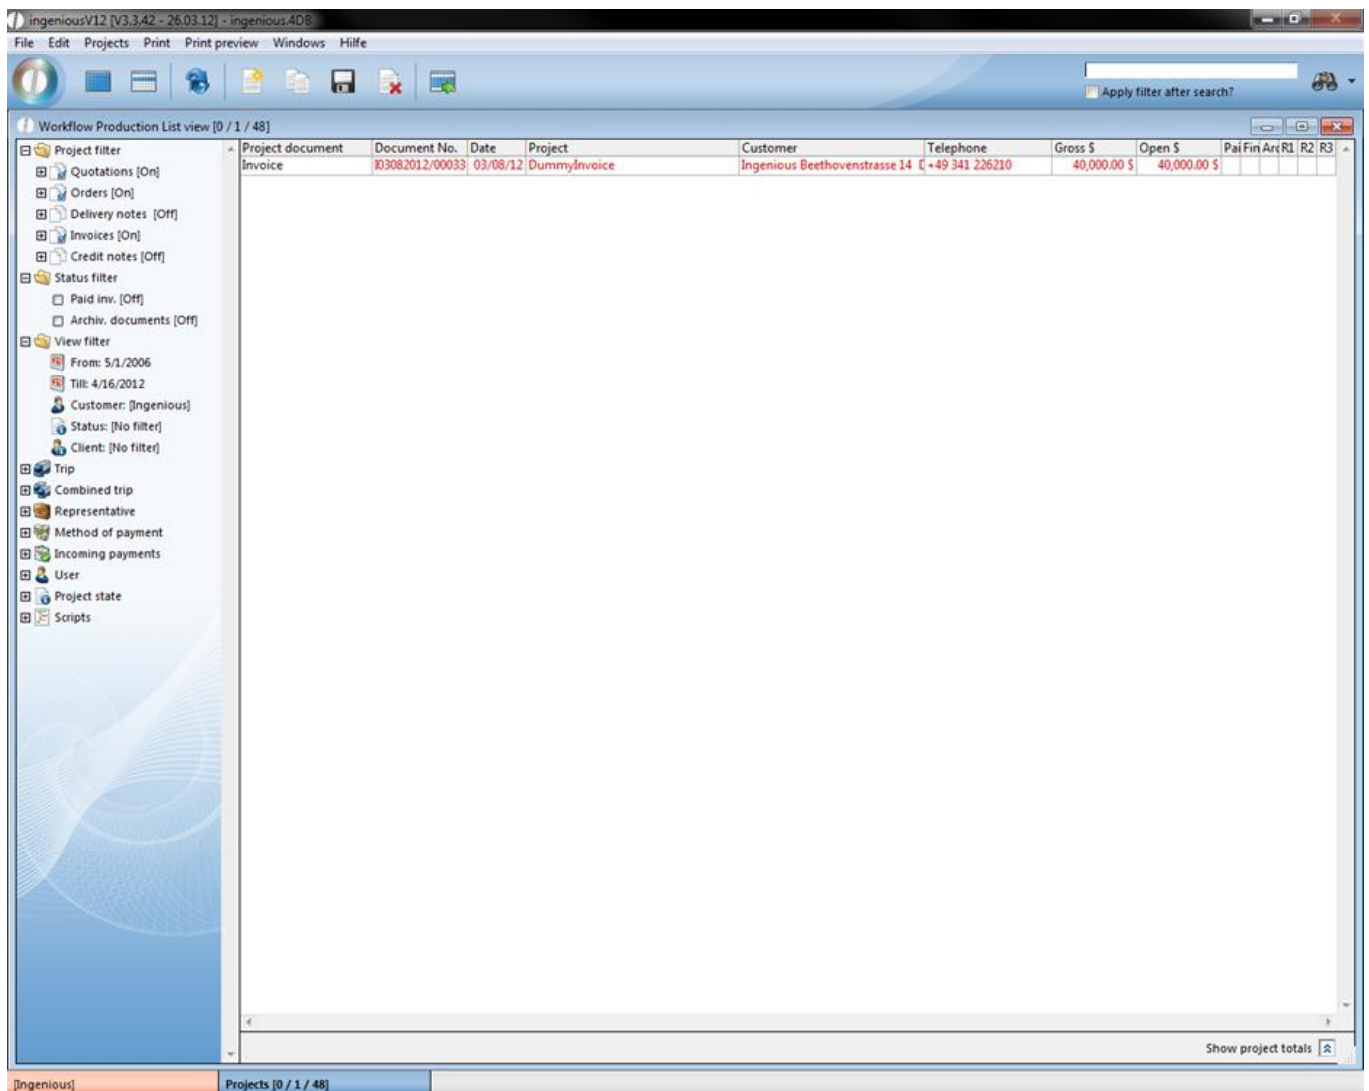 ingeniousV12 [V3.3.42 - 26.03.12] - ingenious.4DB
File Edit Projects Print Print preview Windows Hilfe
Apply filter after search?
Workflow Production List view [0 / 1 / 48]
Project filter
Quotations [On]
Orders [On]
Delivery notes [Off]
Invoices [On]
Credit notes [Off]
Status filter
Paid inv. [Off]
Archiv. documents [Off]
View filter
From: 5/1/2006
Till: 4/16/2012
Customer: [Ingenious]
Status: [No filter]
Client: [No filter]
Trip
Combined trip
Representative
Method of payment
Incoming payments
User
Project state
Scripts
Project document Document No. Date Project Customer Telephone Gross $ Open $ Pai Fin Arc R1 R2 R3
Invoice I03082012/00033 03/08/12 DummyInvoice Ingenious Beethovenstrasse 14 D +49 341 226210 40,000.00 $ 40,000.00 $
Show project totals
[Ingenious] Projects [0 / 1 / 48]